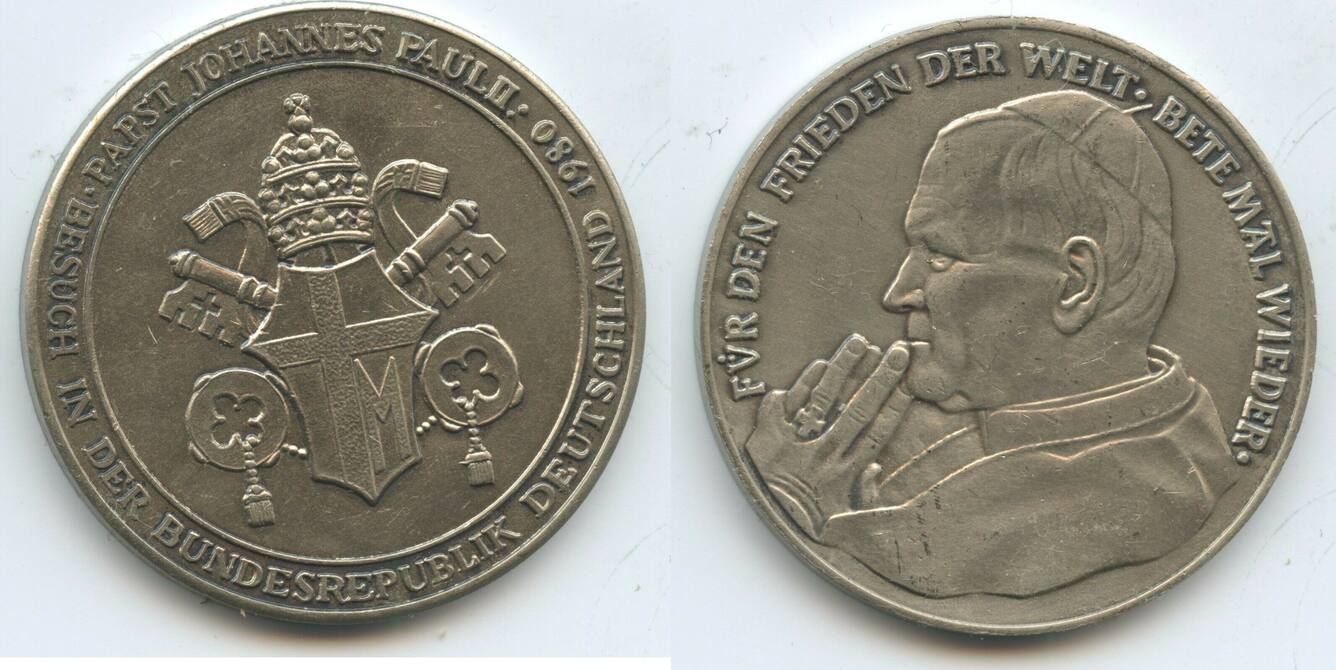 PAPST JOHANNES PAUL II. · 1980
BESUCH IN DER BUNDESREPUBLIK DEUTSCHLAND
M
FÜR DEN FRIEDEN DER WELT · BETE MAL WIEDER ·